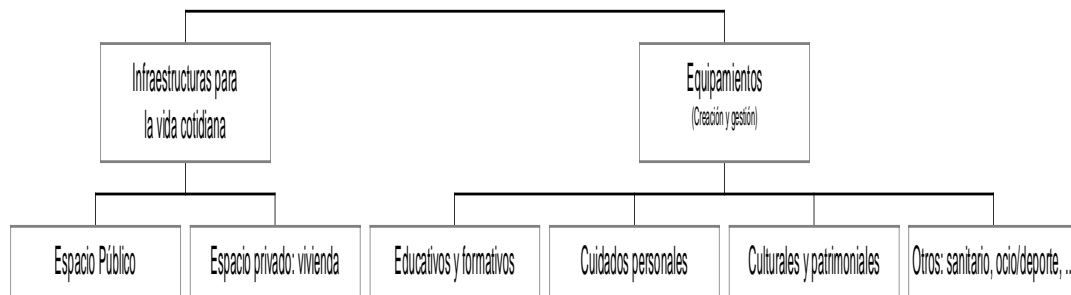 Infraestructuras para
la vida cotidiana
Equipamientos
(Creación y gestión)
Espacio Público
Espacio privado: vivienda
Educativos y formativos
Cuidados personales
Culturales y patrimoniales
Otros: sanitario, ocio/deporte, ...